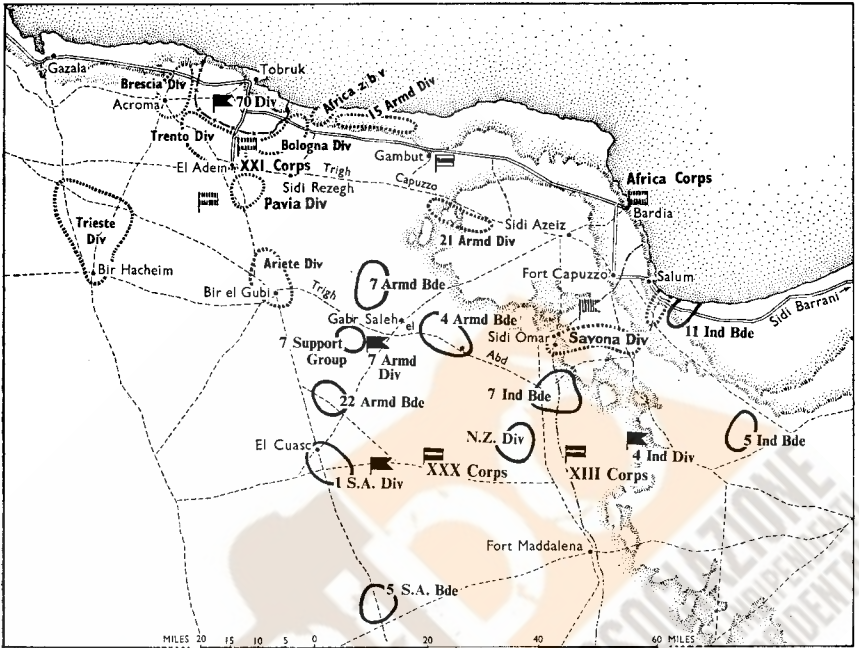 Gazala
Tobruk
Brescia Div
Acroma
70 Div
Africa z.b.v
15 Armd Div
Trento Div
Bologna Div
Gambut
El Adem
XXI Corps
Trigh
Capuzzo
Africa Corps
Sidi Rezegh
Pavia Div
Bardia
Trieste
Div
21 Armd Div
Sidi Azeiz
Ariete Div
Bir Hacheim
7 Armd Bde
Fort Capuzzo
Salum
Bir el Gubi
Trigh
Gabr Saleh
el
4 Armd Bde
Sidi Barrani
11 Ind Bde
7 Support
Group
7 Armd
Div
Abd
Sidi Omar
Savona Div
22 Armd Bde
7 Ind Bde
N.Z. Div
El Cuasc
XXX Corps
XIII Corps
4 Ind Div
5 Ind Bde
1 S.A. Div
Fort Maddalena
5 S.A. Bde
MILES 20 15 10 5 0 20 40 60 MILES